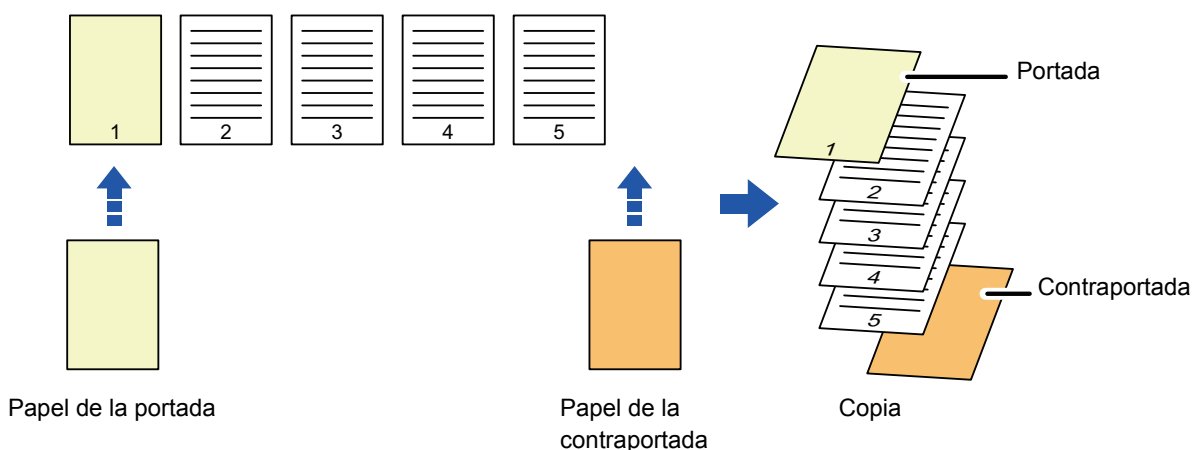 1 2 3 4 5
Portada
1
2
3
4
5
Contraportada
Papel de la portada
Papel de la
contraportada
Copia